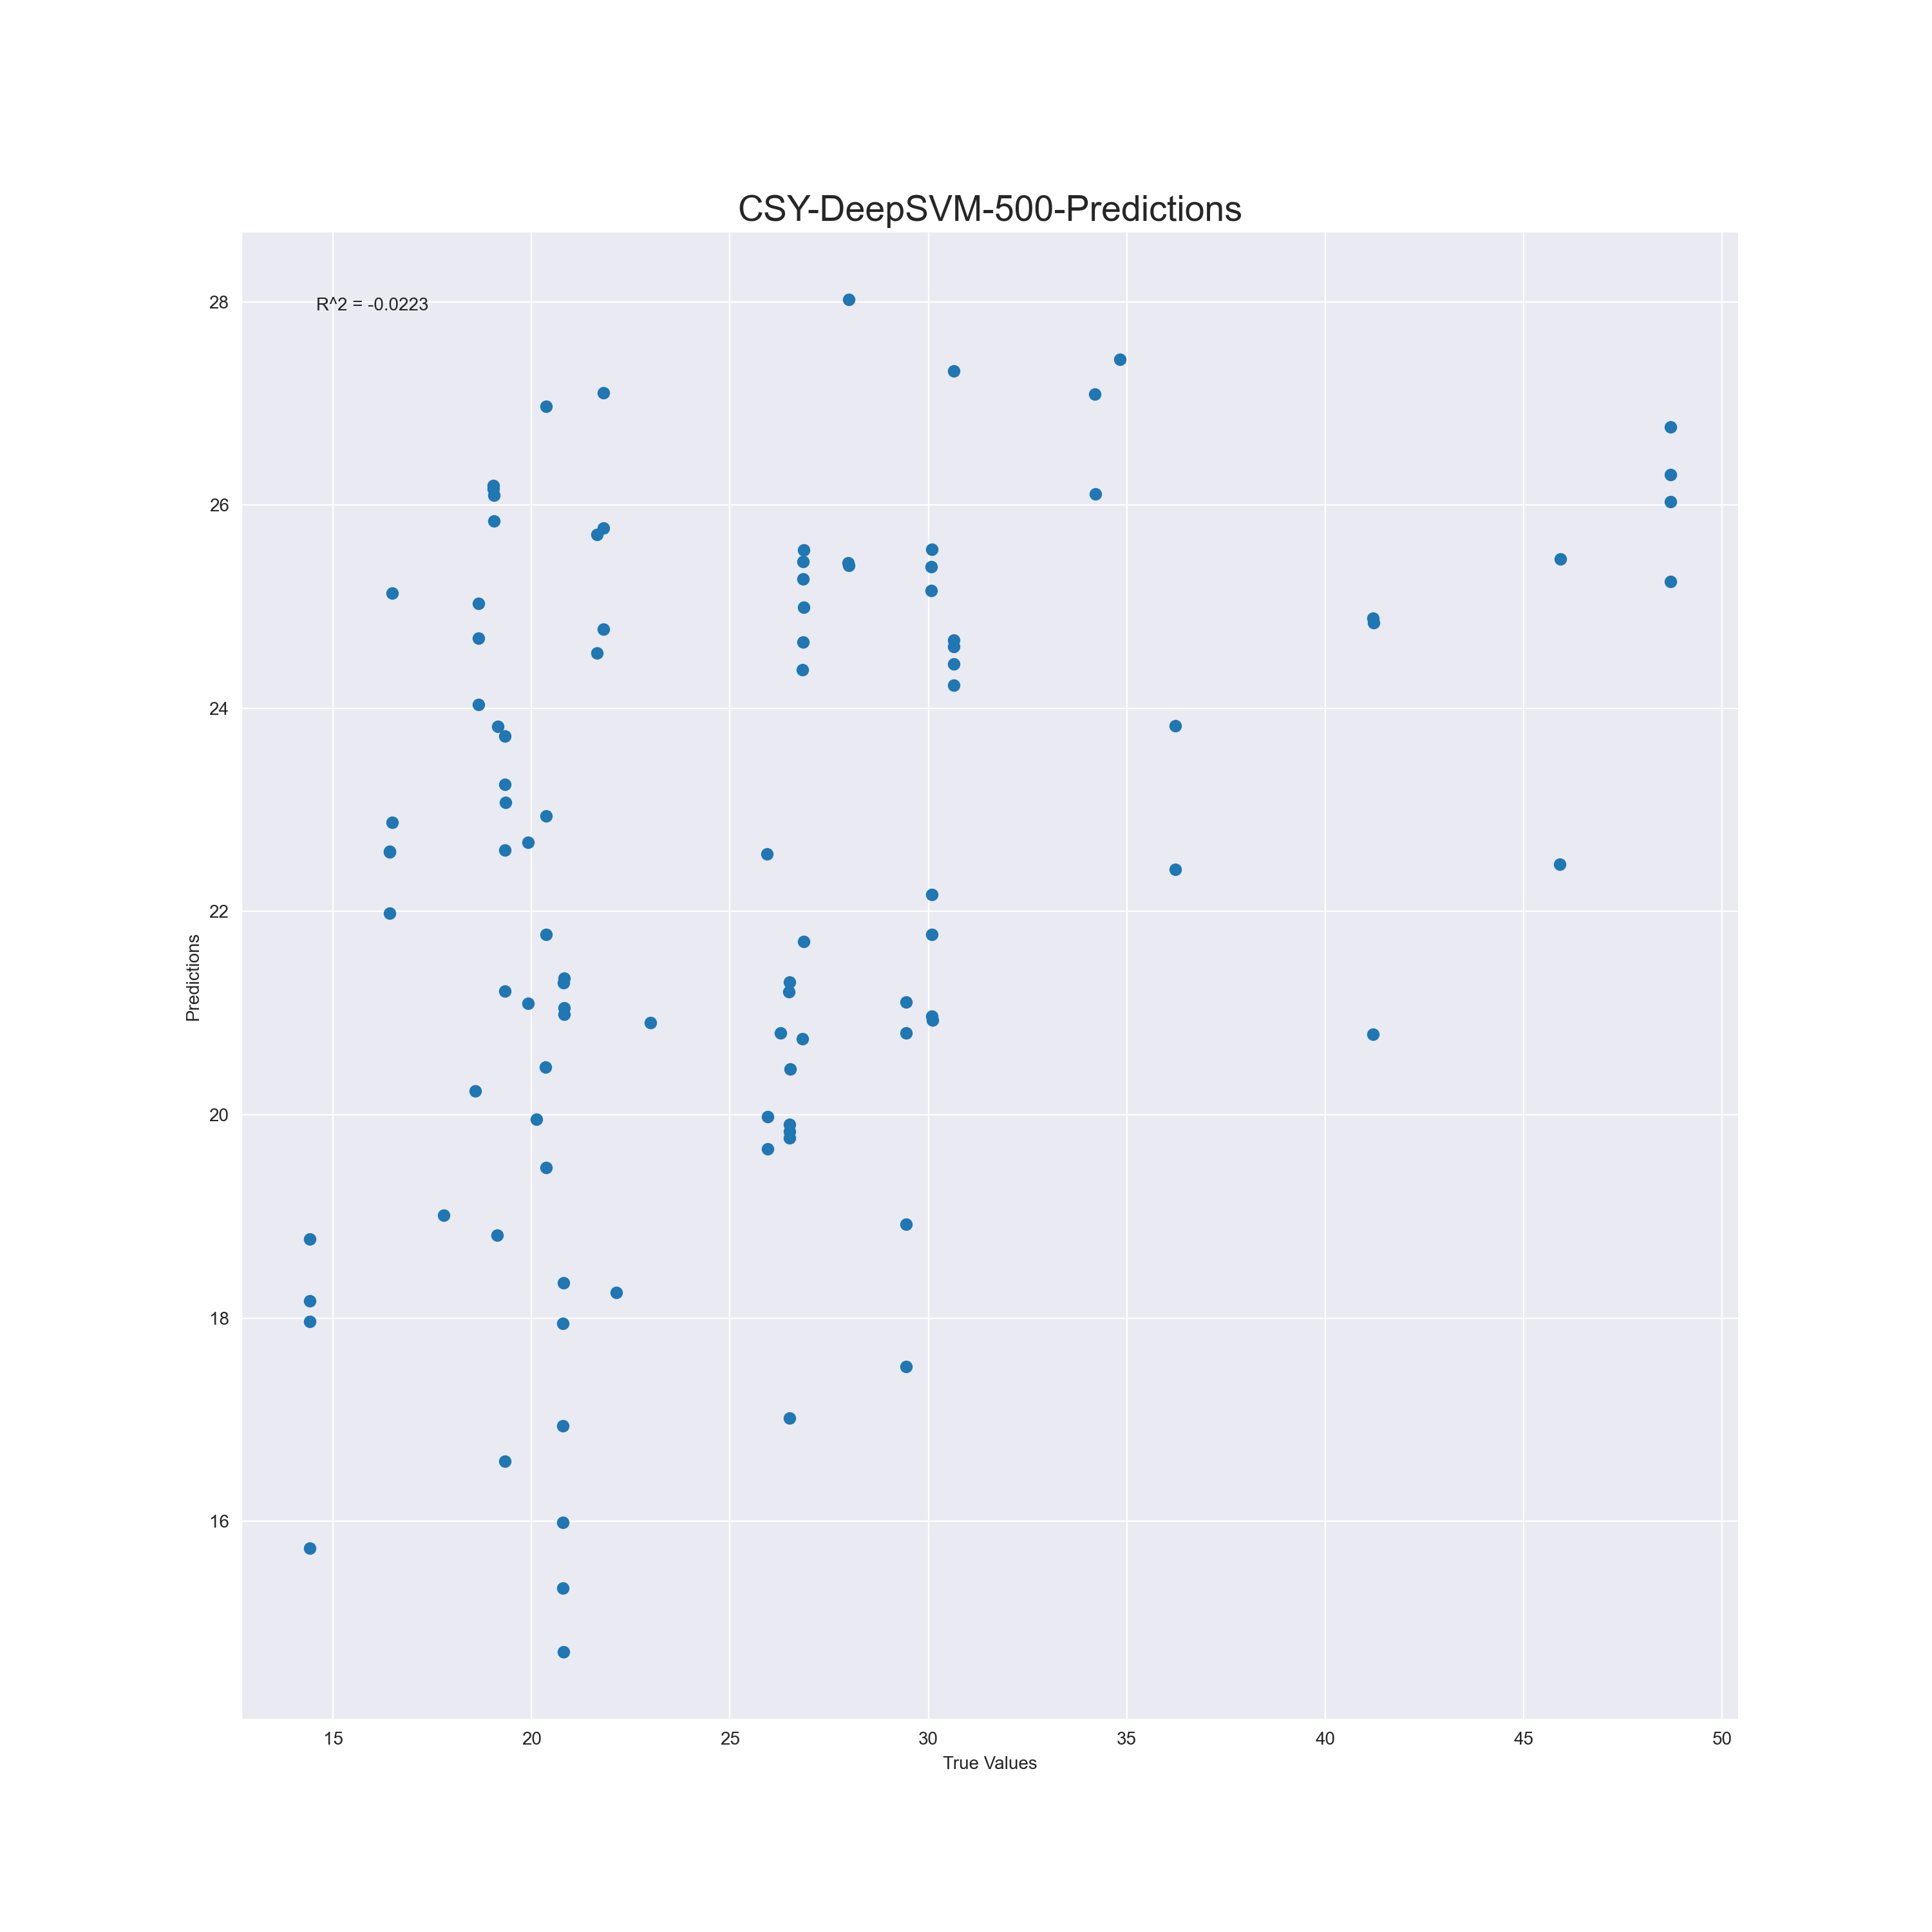 CSY-DeepSVM-500-Predictions
R^2 = -0.0223
28
26
24
22
20
18
16
Predictions
15 20 25 30 35 40 45 50
True Values